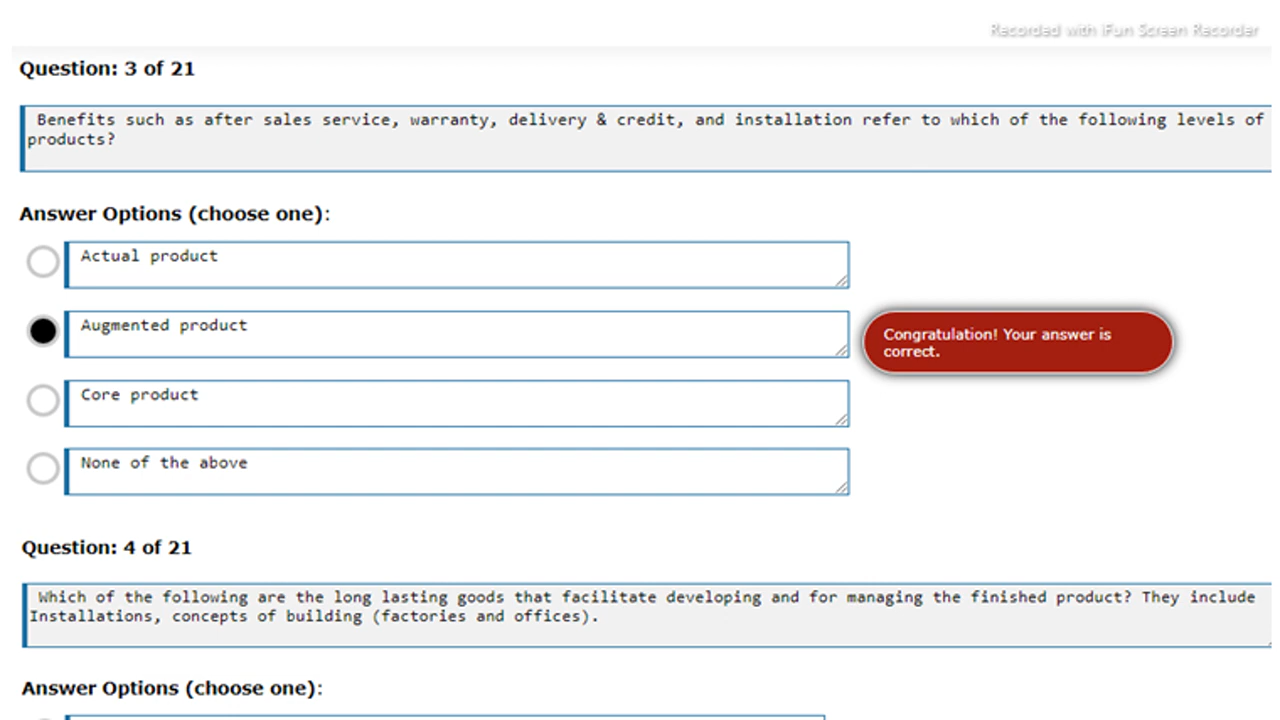 Recorded with iFun Screen Recorder
Question: 3 of 21
Benefits such as after sales service, warranty, delivery & credit, and installation refer to which of the following levels of
products?
Answer Options (choose one):
Actual product
Augmented product
Congratulation! Your answer is
correct.
Core product
None of the above
Question: 4 of 21
Which of the following are the long lasting goods that facilitate developing and for managing the finished product? They include
Installations, concepts of building (factories and offices).
Answer Options (choose one):